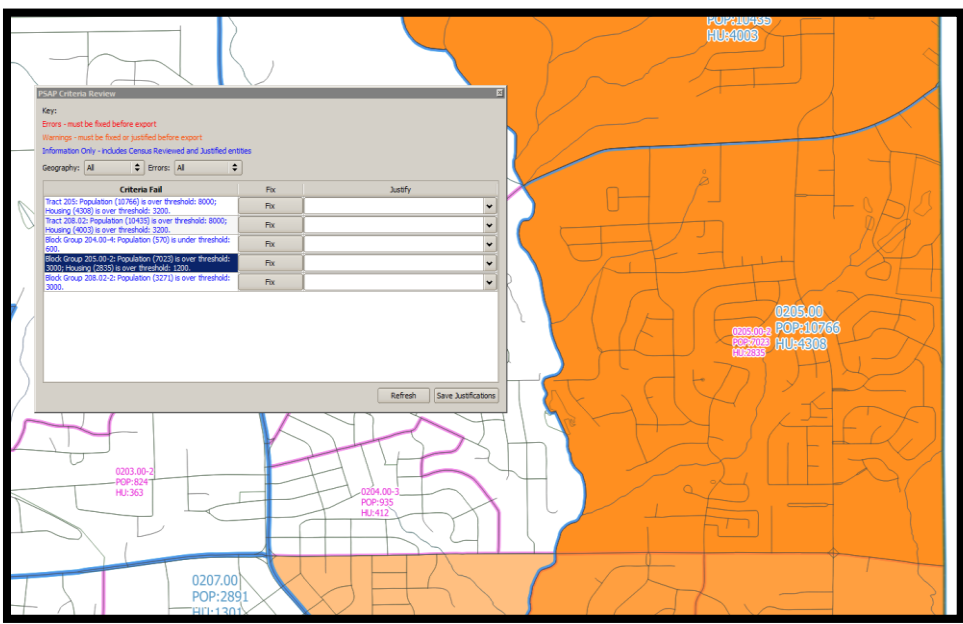 POP:10435
HU:4003
PSAP Criteria Review
Key:
Errors - must be fixed before export
Warnings - must be fixed or justified before export
Information Only - includes Census Reviewed and Justified entities
Geography: All Errors: All
Criteria Fail Fix Justify
Tract 205: Population (10766) is over threshold: 8000;
Housing (4308) is over threshold: 3200.
Fix
Tract 208.02: Population (10435) is over threshold: 8000;
Housing (4003) is over threshold: 3200.
Fix
Block Group 204.00-4: Population (570) is under threshold:
600.
Fix
Block Group 205.00-2: Population (7023) is over threshold:
3000; Housing (2835) is over threshold: 1200.
Fix
Block Group 208.02-2: Population (3271) is over threshold:
3000.
Fix
Refresh Save Justifications
0205.00
POP:10766
HU:4308
0205.00-2
POP:7023
HU:2835
0203.00-2
POP:824
HU:363
0204.00-3
POP:935
HU:412
0207.00
POP:2891
HU:1301